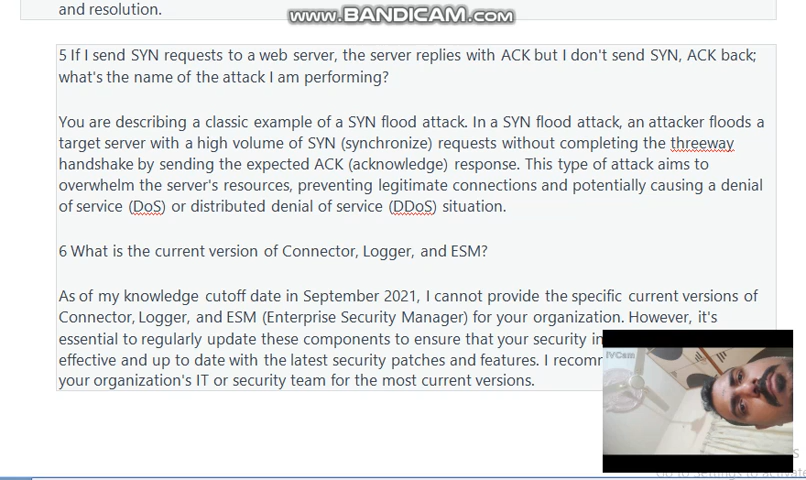 and resolution.
www.BANDICAM.com
5 If I send SYN requests to a web server, the server replies with ACK but I don't send SYN, ACK back;
what's the name of the attack I am performing?
You are describing a classic example of a SYN flood attack. In a SYN flood attack, an attacker floods a
target server with a high volume of SYN (synchronize) requests without completing the threeway
handshake by sending the expected ACK (acknowledge) response. This type of attack aims to
overwhelm the server's resources, preventing legitimate connections and potentially causing a denial
of service (DoS) or distributed denial of service (DDoS) situation.
6 What is the current version of Connector, Logger, and ESM?
As of my knowledge cutoff date in September 2021, I cannot provide the specific current versions of
Connector, Logger, and ESM (Enterprise Security Manager) for your organization. However, it's
essential to regularly update these components to ensure that your security in
effective and up to date with the latest security patches and features. I recom
your organization's IT or security team for the most current versions.
iVCam
Go to Settings to activate